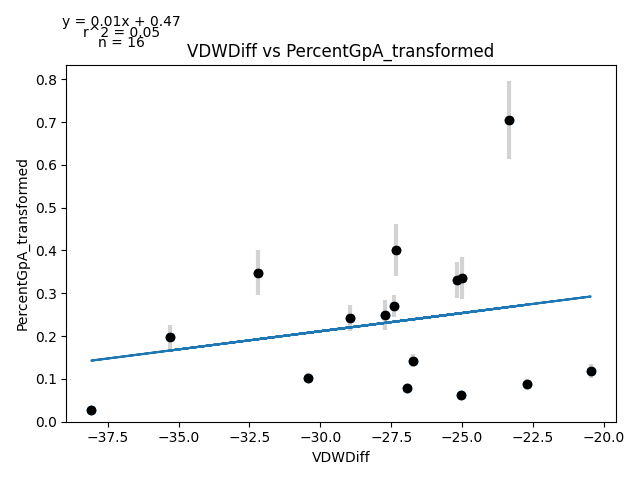 y = 0.01x + 0.47
r^2 = 0.05
n = 16
VDWDiff vs PercentGpA_transformed
PercentGpA_transformed
0.8
0.7
0.6
0.5
0.4
0.3
0.2
0.1
0.0
−37.5 −35.0 −32.5 −30.0 −27.5 −25.0 −22.5 −20.0
VDWDiff